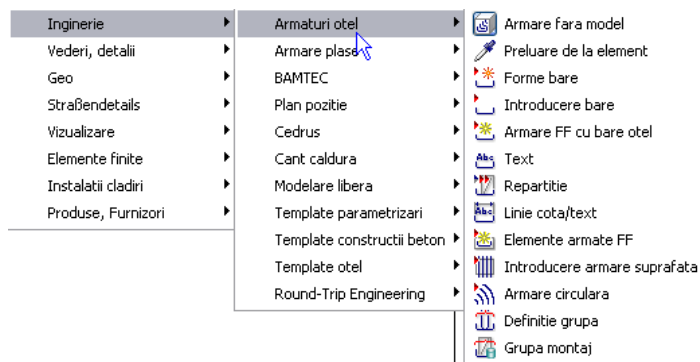 Inginerie
Vederi, detalii
Geo
Straßendetails
Vizualizare
Elemente finite
Instalatii cladiri
Produse, Furnizori
Armaturi otel
Armare plase
BAMTEC
Plan pozitie
Cedrus
Cant caldura
Modelare libera
Template parametrizari
Template constructii beton
Template otel
Round-Trip Engineering
Armare fara model
Preluare de la element
Forme bare
Introducere bare
Armare FF cu bare otel
Abc Text
Repartitie
Abc Linie cota/text
Elemente armate FF
Introducere armare suprafata
Armare circulara
Definitie grupa
Grupa montaj